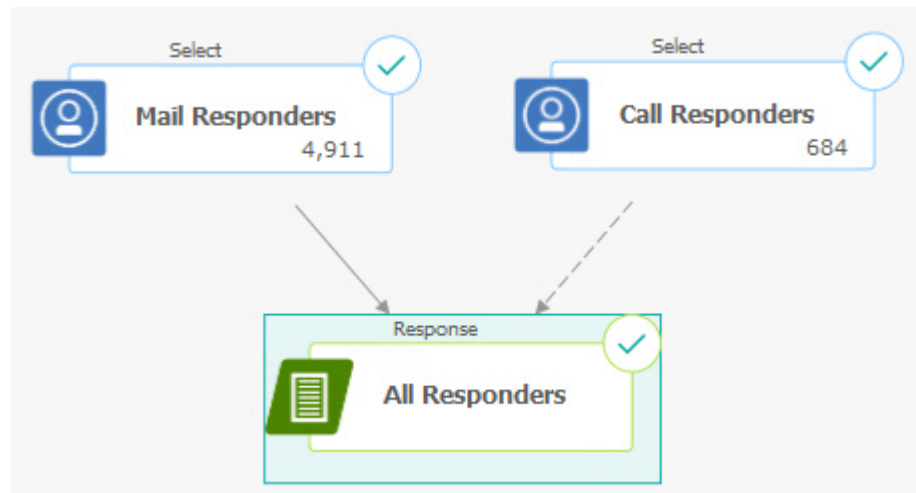 Select
Mail Responders
4,911
Select
Call Responders
684
Response
All Responders